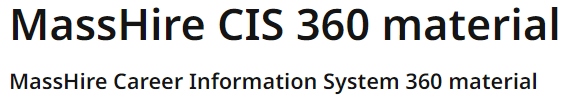 MassHire CIS 360 material
MassHire Career Information System 360 material